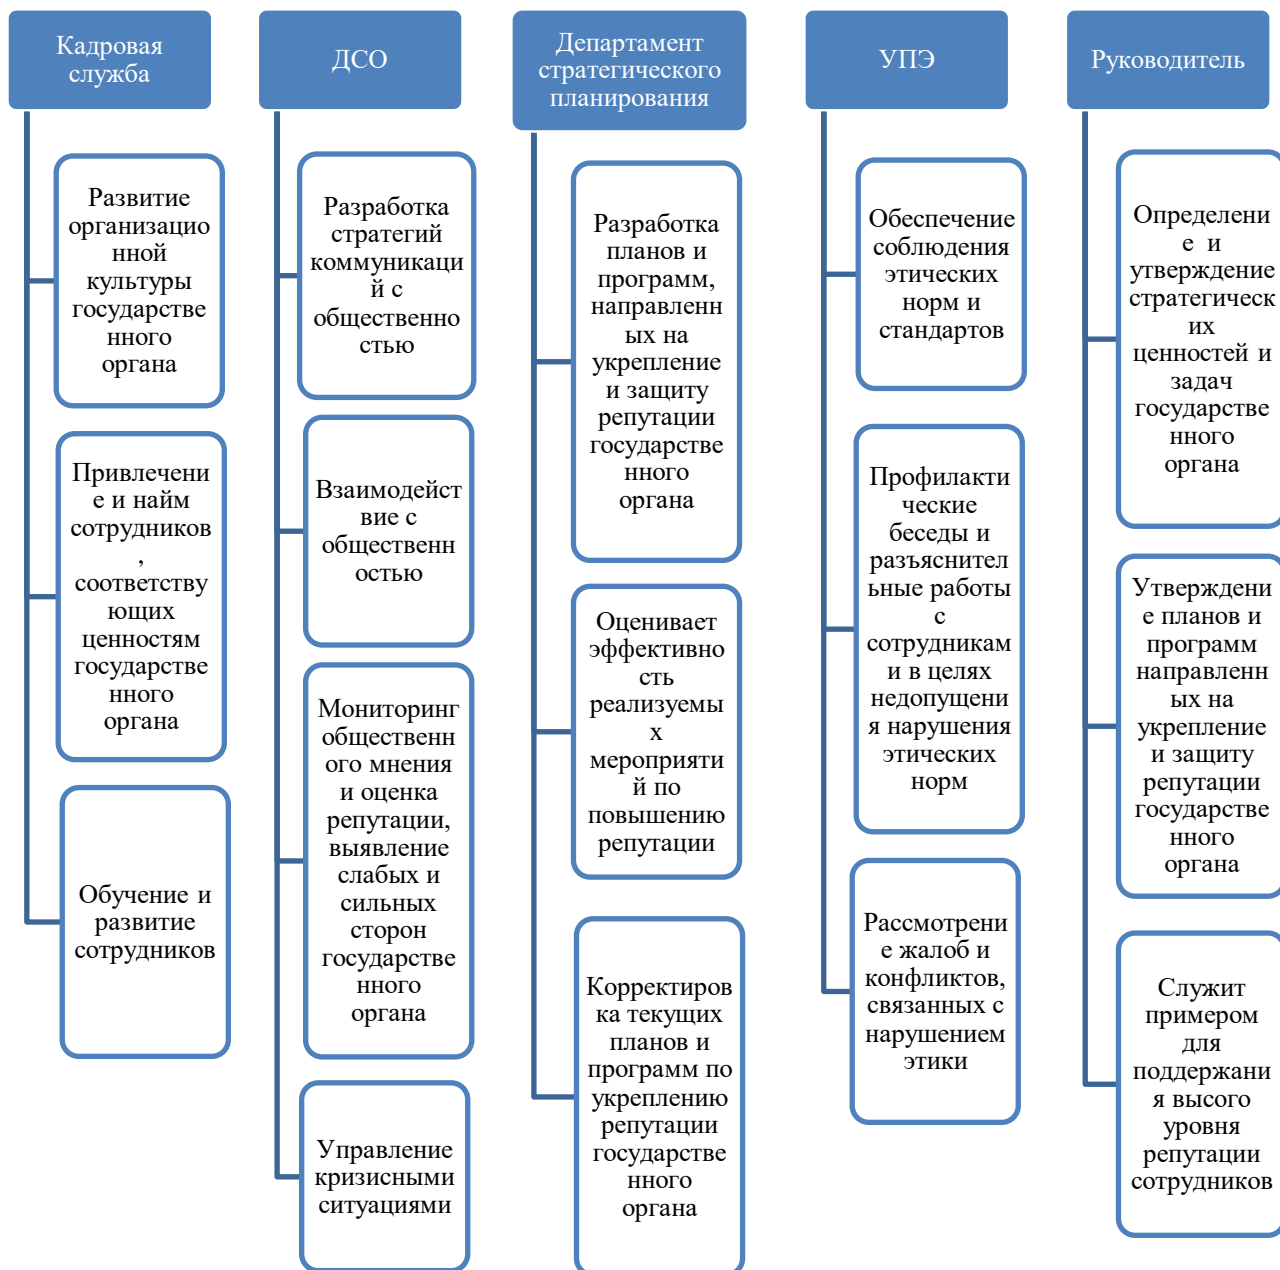 Кадровая
служба
Развитие
организацио
нной
культуры
государстве
нного
органа
Привлечени
е и найм
сотрудников
,
соответству
ющих
ценностям
государстве
нного
органа
Обучение и
развитие
сотрудников
ДСО
Разработка
стратегий
коммуникаци
й с
общественно
стью
Взаимодейст
вие с
общественн
остью
Мониторинг
общественн
ого мнения
и оценка
репутации,
выявление
слабых и
сильных
сторон
государстве
нного
органа
Управление
кризисными
ситуациями
Департамент
стратегического
планирования
Разработка
планов и
программ,
направленн
ых на
укрепление
и защиту
репутации
государстве
нного
органа
Оценивает
эффективно
сть
реализуемы
х
мероприяти
й по
повышению
репутации
Корректиров
ка текущих
планов и
программ по
укреплению
репутации
государстве
нного
органа
УПЭ
Обеспечение
соблюдения
этических
норм и
стандартов
Профилакти
ческие
беседы и
разъяснител
ьные работы
с
сотрудникам
и в целях
недопущени
я нарушения
этических
норм
Рассмотрени
е жалоб и
конфликтов,
связанных с
нарушением
этики
Руководитель
Определени
е и
утверждение
стратегическ
их
ценностей и
задач
государстве
нного
органа
Утверждени
е планов и
программ
направленн
ых на
укрепление
и защиту
репутации
государстве
нного
органа
Служит
примером
для
поддержани
я высого
уровня
репутации
сотрудников